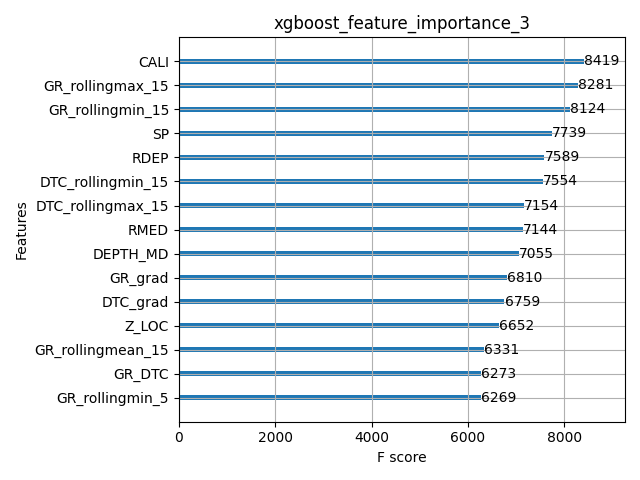 xgboost_feature_importance_3
CALI 8419
GR_rollingmax_15 8281
GR_rollingmin_15 8124
SP 7739
RDEP 7589
DTC_rollingmin_15 7554
DTC_rollingmax_15 7154
RMED 7144
DEPTH_MD 7055
GR_grad 6810
DTC_grad 6759
Z_LOC 6652
GR_rollingmean_15 6331
GR_DTC 6273
GR_rollingmin_5 6269
Features
0 2000 4000 6000 8000
F score